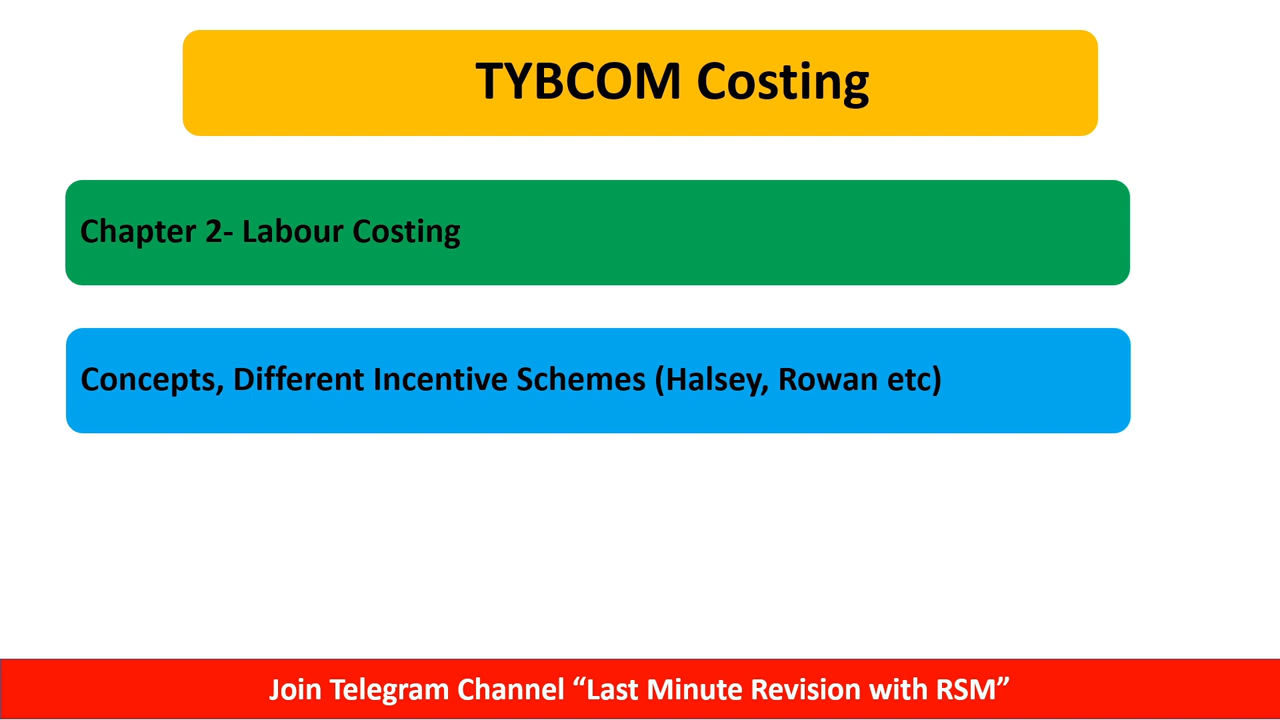 TYBCOM Costing
Chapter 2- Labour Costing
Concepts, Different Incentive Schemes (Halsey, Rowan etc)
Join Telegram Channel “Last Minute Revision with RSM”